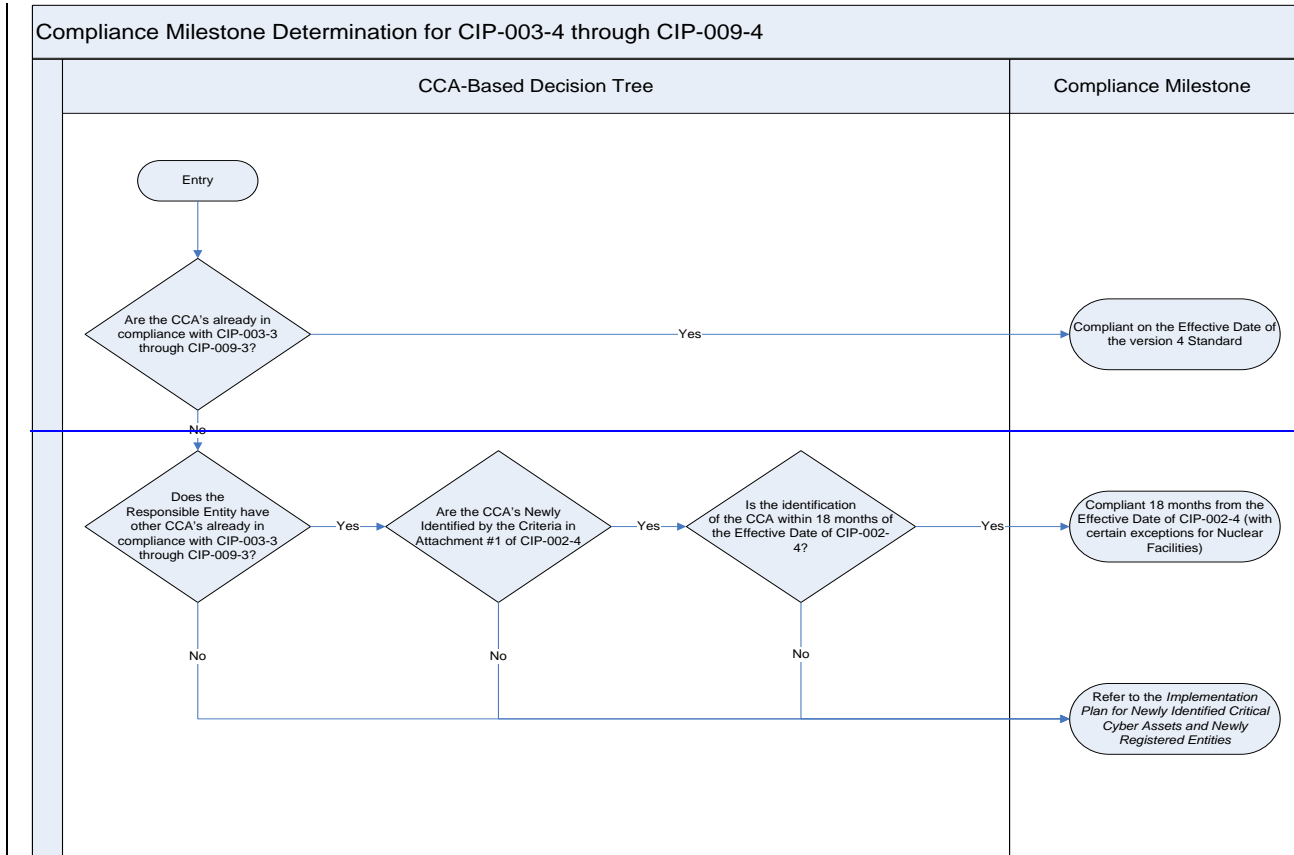 Compliance Milestone Determination for CIP-003-4 through CIP-009-4
CCA-Based Decision Tree
Compliance Milestone
Entry
Are the CCA's already in
compliance with CIP-003-3
through CIP-009-3?
Yes
Compliant on the Effective Date of
the version 4 Standard
No
Does the
Responsible Entity have
other CCA's already in
compliance with CIP-003-3
through CIP-009-3?
Yes
Are the CCA's Newly
Identified by the Criteria in
Attachment #1 of CIP-002-4
Yes
Is the identification
of the CCA within 18 months of
the Effective Date of CIP-002-
4?
Yes
Compliant 18 months from the
Effective Date of CIP-002-4 (with
certain exceptions for Nuclear
Facilities)
No
No
No
Refer to the Implementation
Plan for Newly Identified Critical
Cyber Assets and Newly
Registered Entities